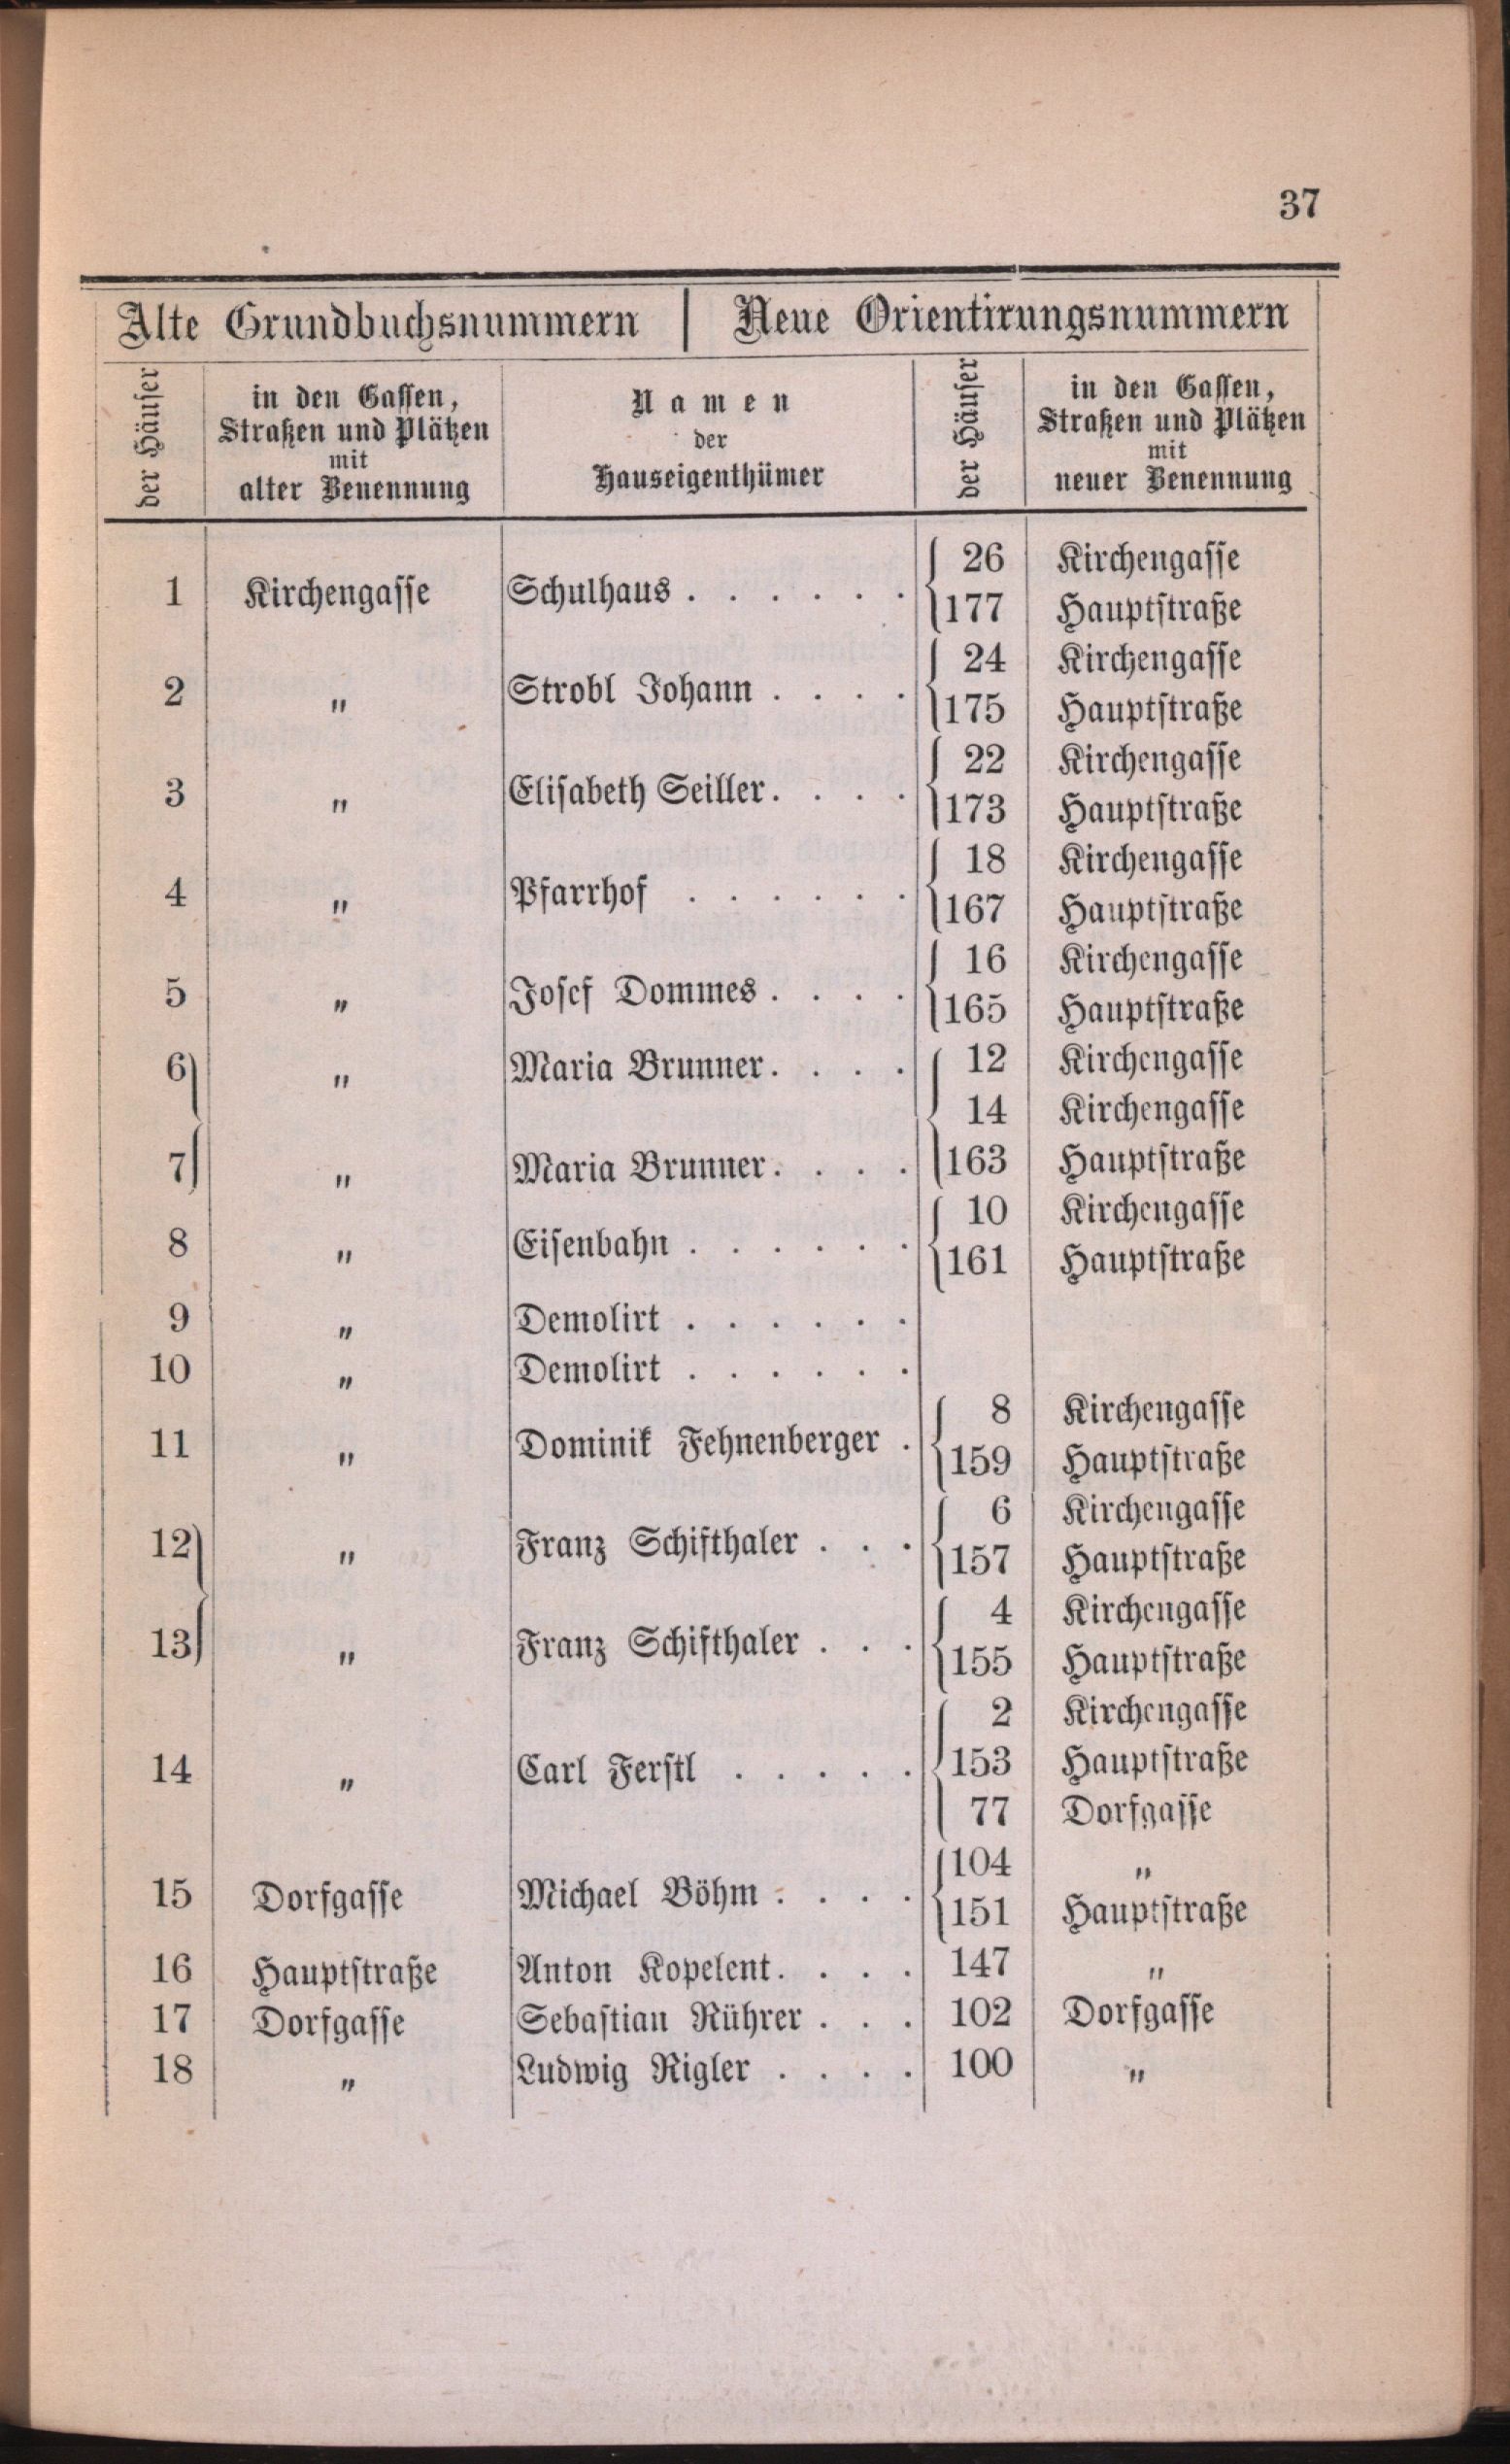 37
Alte Grundbuchsnummern | Neue Orientirungsnummern
der Häuser
in den Gassen,
Straßen und Plätzen
mit
alter Benennung
Namen
der
Hauseigenthümer
der Häuser
in den Gassen,
Straßen und Plätzen
mit
neuer Benennung
26 Kirchengasse
1 Kirchengasse Schulhaus . . . . . .
177 Hauptstraße
24 Kirchengasse
2 " Strobl Johann . . . .
175 Hauptstraße
22 Kirchengasse
3 " Elisabeth Seiller. . . .
173 Hauptstraße
18 Kirchengasse
4 " Pfarrhof . . . . . .
167 Hauptstraße
16 Kirchengasse
5 " Josef Dommes . . . .
165 Hauptstraße
6 " Maria Brunner. . . . 12 Kirchengasse
14 Kirchengasse
7 " Maria Brunner. . . . 163 Hauptstraße
10 Kirchengasse
8 " Eisenbahn . . . . . .
161 Hauptstraße
9 " Demolirt . . . . . .
10 " Demolirt . . . . . .
8 Kirchengasse
11 " Dominik Fehnenberger .
159 Hauptstraße
6 Kirchengasse
12 " Franz Schifthaler . . .
157 Hauptstraße
4 Kirchengasse
13 " Franz Schifthaler . . .
155 Hauptstraße
2 Kirchengasse
14 " Carl Ferstl . . . . . 153 Hauptstraße
77 Dorfgasse
104 "
15 Dorfgasse Michael Böhm . . . .
151 Hauptstraße
16 Hauptstraße Anton Kopelent. . . . 147 "
17 Dorfgasse Sebastian Rührer . . . 102 Dorfgasse
18 " Ludwig Rigler . . . . 100 "